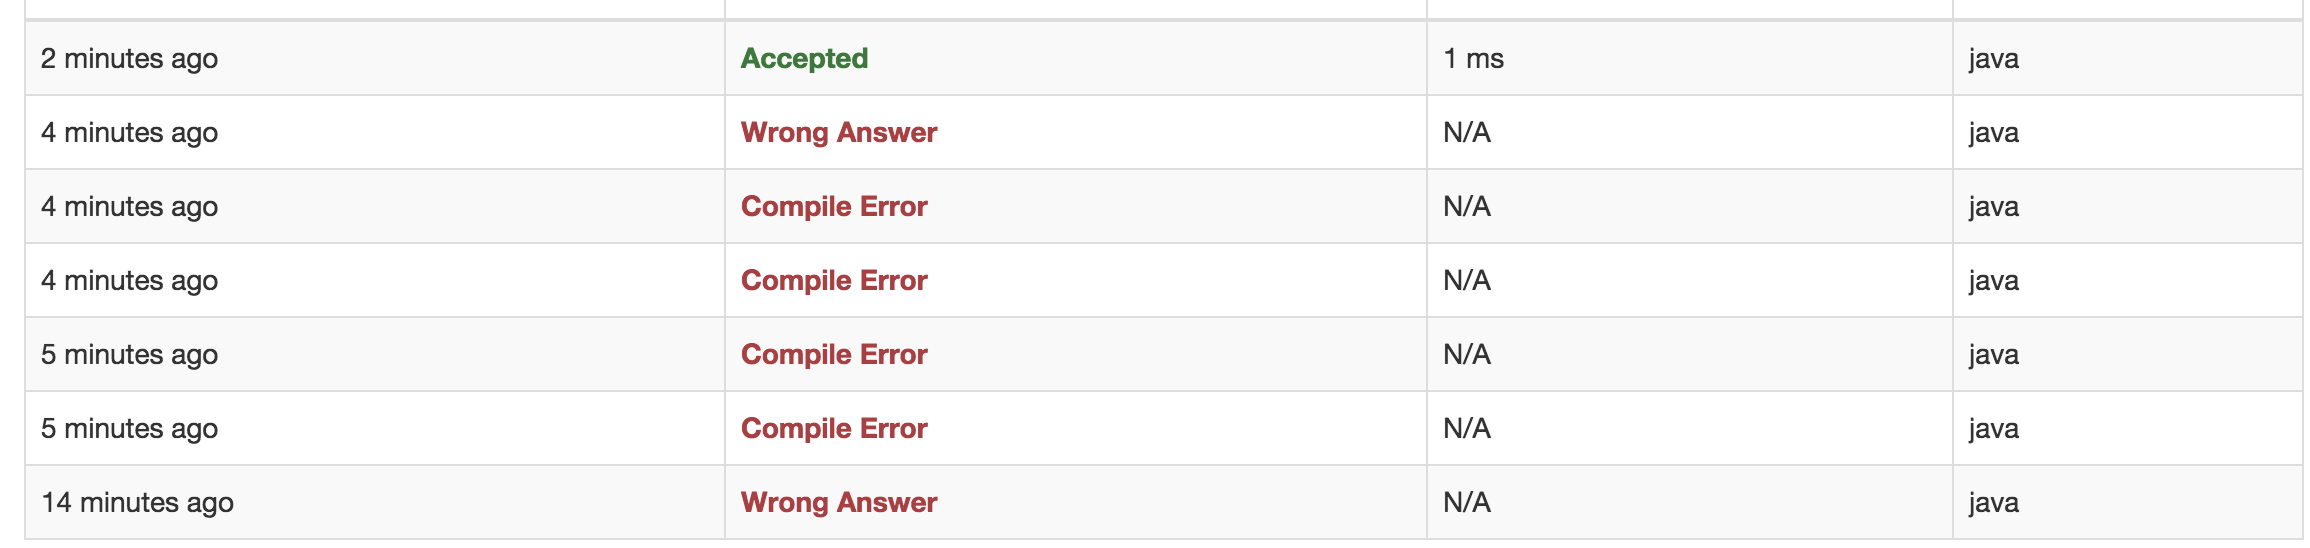 2 minutes ago Accepted 1 ms java
4 minutes ago Wrong Answer N/A java
4 minutes ago Compile Error N/A java
4 minutes ago Compile Error N/A java
5 minutes ago Compile Error N/A java
5 minutes ago Compile Error N/A java
14 minutes ago Wrong Answer N/A java